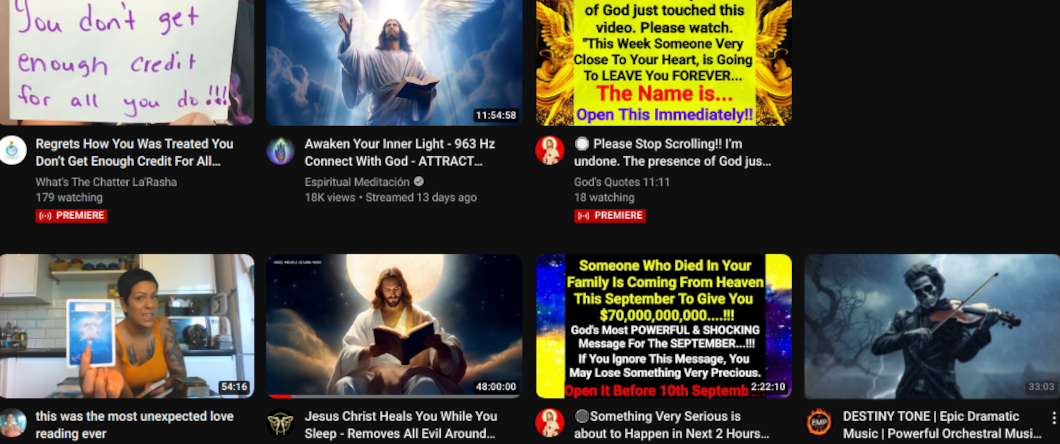 You don't get
enough credit
for all you do!!!
11:54:58
of God just touched this
video. Please watch.
"This Week Someone Very
Close To Your Heart, is Going
To LEAVE You FOREVER...
The Name is...
Open This Immediately!!
Regrets How You Was Treated You
Don't Get Enough Credit For All...
What's The Chatter La'Rasha
179 watching
PREMIERE
Awaken Your Inner Light - 963 Hz
Connect With God - ATTRACT...
Espiritual Meditación
18K views • Streamed 13 days ago
Please Stop Scrolling!! I'm
undone. The presence of God jus...
God's Quotes 11:11
18 watching
PREMIERE
54:16
48:00:00
Someone Who Died In Your
Family Is Coming From Heaven
This September To Give You
$70,000,000,000....!!!
God's Most POWERFUL & SHOCKING
Message For The SEPTEMBER...!!!
If You Ignore This Message, You
May Lose Something Very Precious.
Open It Before 10th Septemb
2:22:10
33:03
this was the most unexpected love
reading ever
Jesus Christ Heals You While You
Sleep - Removes All Evil Around...
Something Very Serious is
about to Happen in Next 2 Hours...
EMP
DESTINY TONE | Epic Dramatic
Music | Powerful Orchestral Musi...